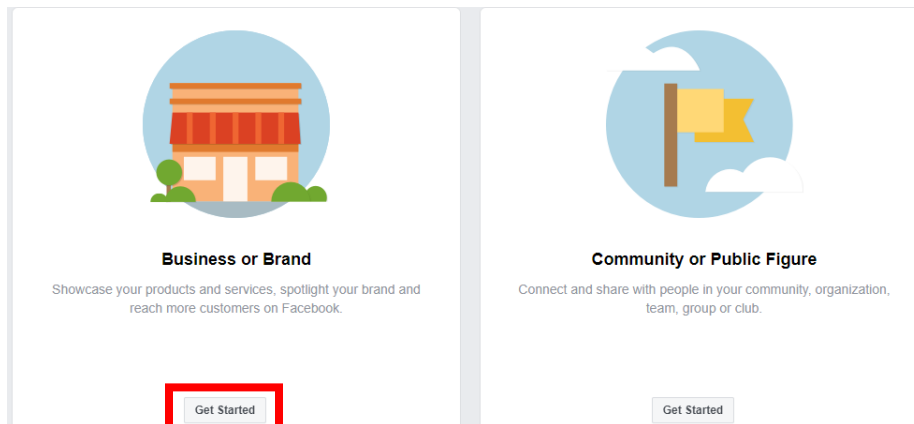 Business or Brand
Showcase your products and services, spotlight your brand and
reach more customers on Facebook.
Get Started
Community or Public Figure
Connect and share with people in your community, organization,
team, group or club.
Get Started